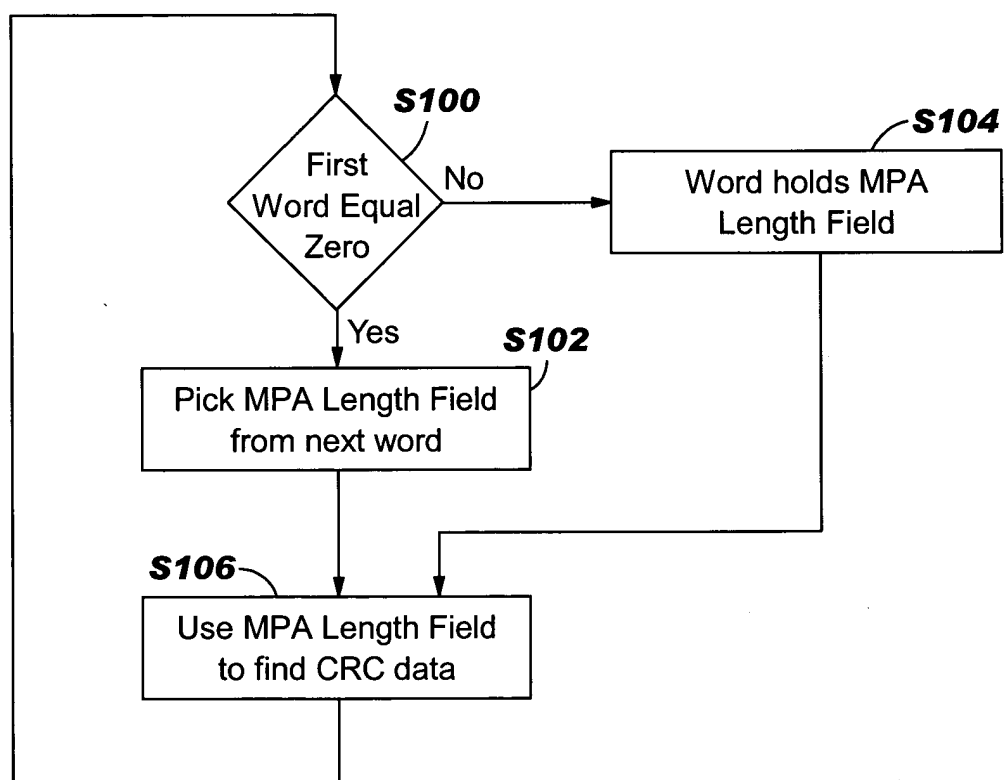 S100
First
Word Equal
Zero
No
S104
Word holds MPA
Length Field
Yes
S102
Pick MPA Length Field
from next word
S106
Use MPA Length Field
to find CRC data